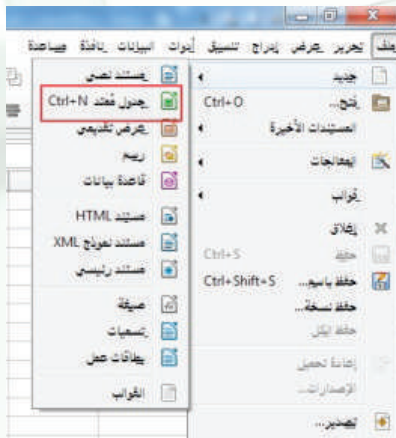 ملف تحرير عرض إدراج تنسيق أدوات البيانات نافذة مساعدة
جديد
فتح... Ctrl+O
المستندات الأخيرة
المعالجات
قوالب
إغلاق
حفظ Ctrl+S
حفظ باسم... Ctrl+Shift+S
حفظ نسخة...
حفظ الكل
إعادة تحميل
الإصدارات...
تصدير...
مستند نصي
جدول مُمتد Ctrl+N
عرض تقديمي
رسم
قاعدة بيانات
مستند HTML
مستند نموذج XML
مستند رئيسي
صيغة
تسميات
بطاقات عمل
القوالب